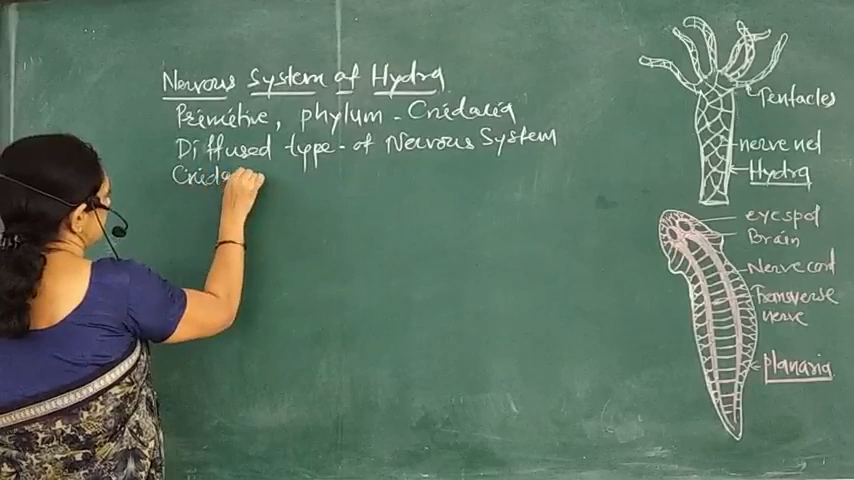 Nervous System of Hydra
Primitive, phylum - Cnidaria
Diffused type - of Nervous System
Cnida
Tentacles
nerve net
Hydra
eyespot
Brain
Nerve cord
Transverse
nerve
planaria